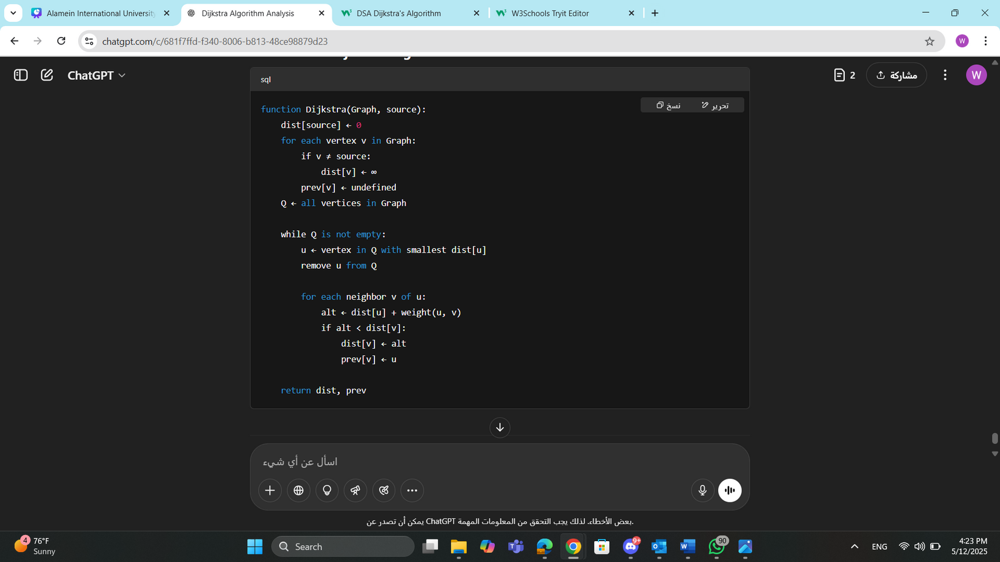 Alamein International University
Dijkstra Algorithm Analysis
DSA Dijkstra's Algorithm
W3Schools Tryit Editor
chatgpt.com/c/681f7ffd-f340-8006-b813-48ce98879d23
W
ChatGPT
2
مشاركة
W
sql
نسخ
تحرير
function Dijkstra(Graph, source):
dist[source] ← 0
for each vertex v in Graph:
if v ≠ source:
dist[v] ← ∞
prev[v] ← undefined
Q ← all vertices in Graph
while Q is not empty:
u ← vertex in Q with smallest dist[u]
remove u from Q
for each neighbor v of u:
alt ← dist[u] + weight(u, v)
if alt < dist[v]:
dist[v] ← alt
prev[v] ← u
return dist, prev
اسأل عن أي شيء
بعض الأخطاء. لذلك يجب التحقق من المعلومات المهمة ChatGPT يمكن أن تصدر عن.
4
76°F
Sunny
Search
9+
90
ENG
4:23 PM
5/12/2025